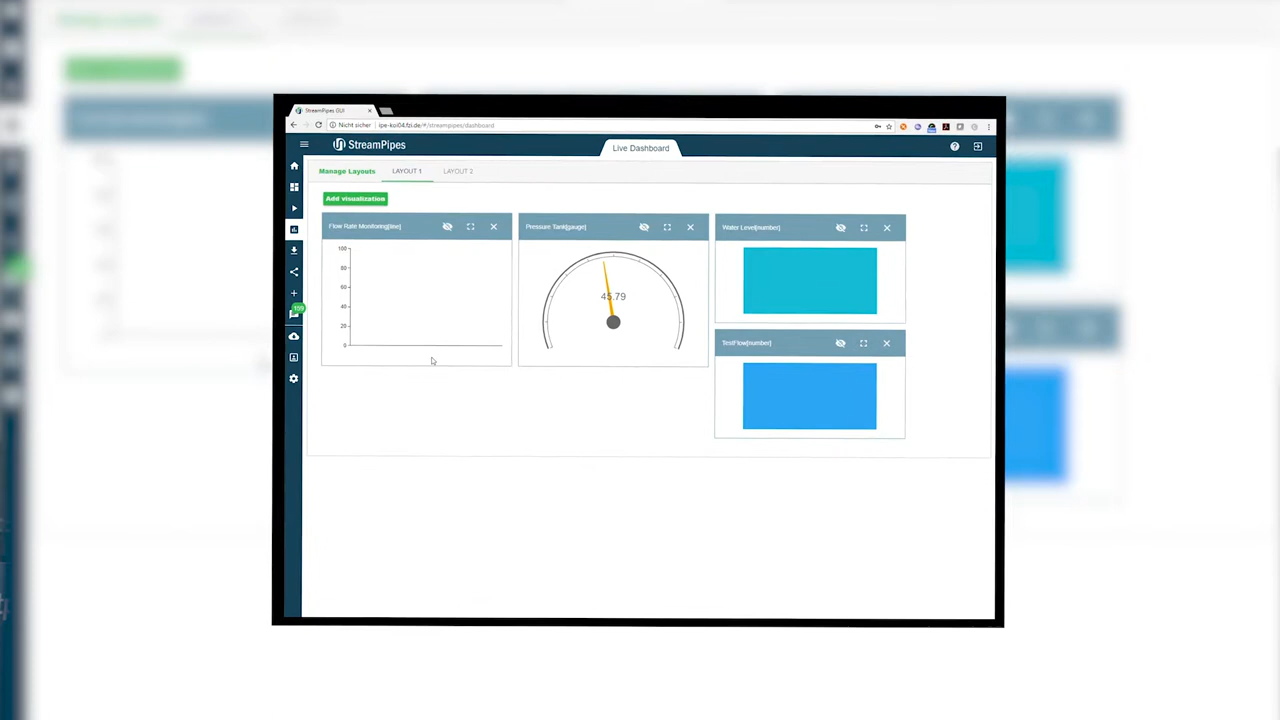 StreamPipes GUI
Nicht sicher
ipe-koi04.fzi.de/#/streampipes/dashboard
StreamPipes
Live Dashboard
Manage Layouts
LAYOUT 1
LAYOUT 2
Add visualization
Flow Rate Monitoring[line]
Pressure Tank[gauge]
Water Level[number]
100
80
60
40
20
0
45.79
TestFlow[number]
159